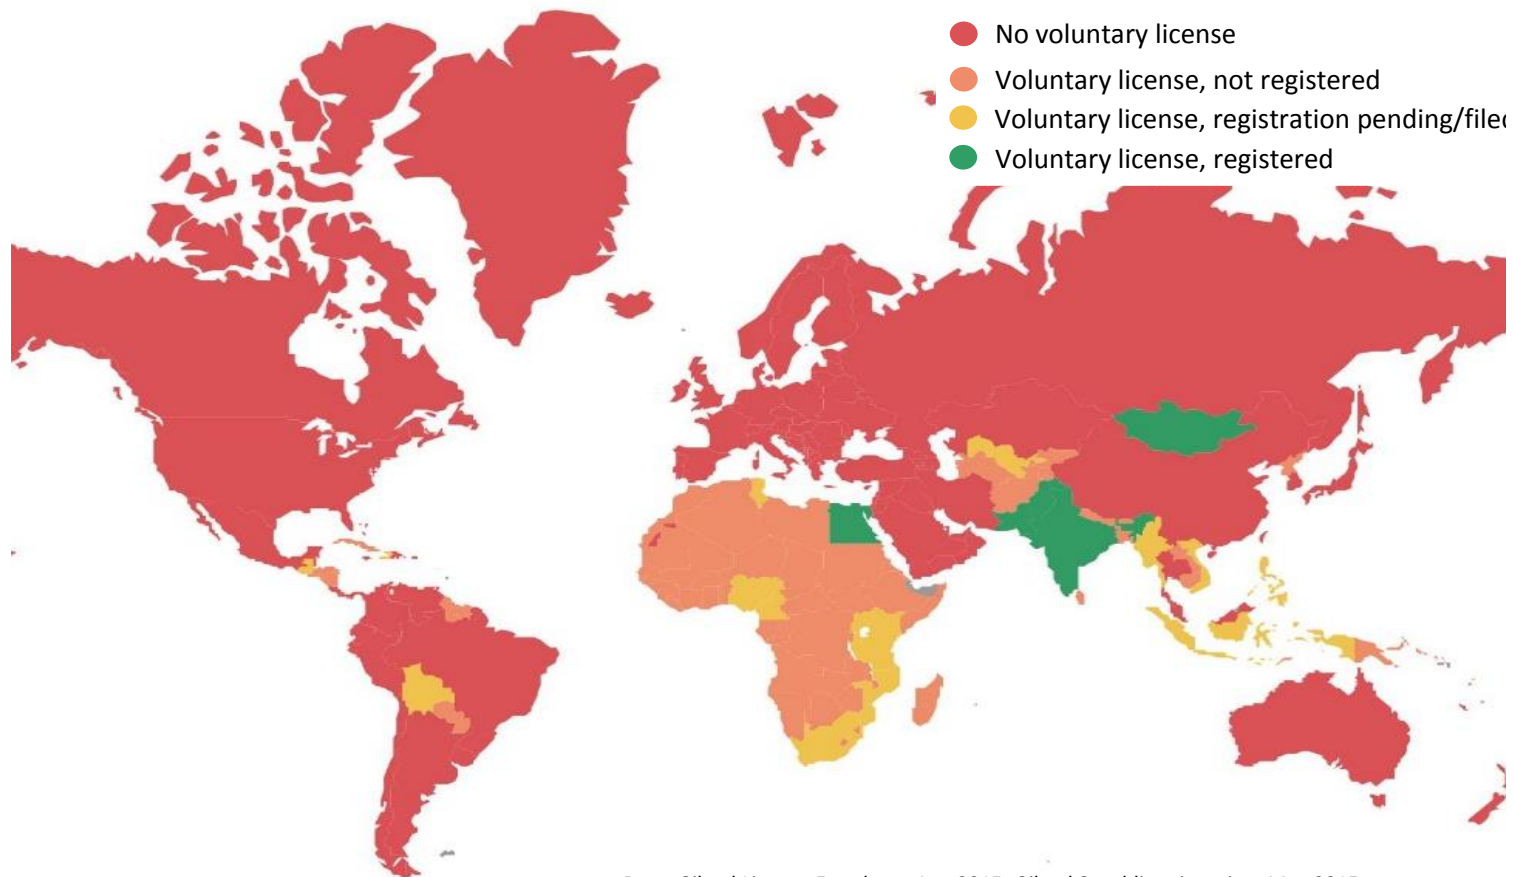 No voluntary license
Voluntary license, not registered
Voluntary license, registration pending/filed
Voluntary license, registered